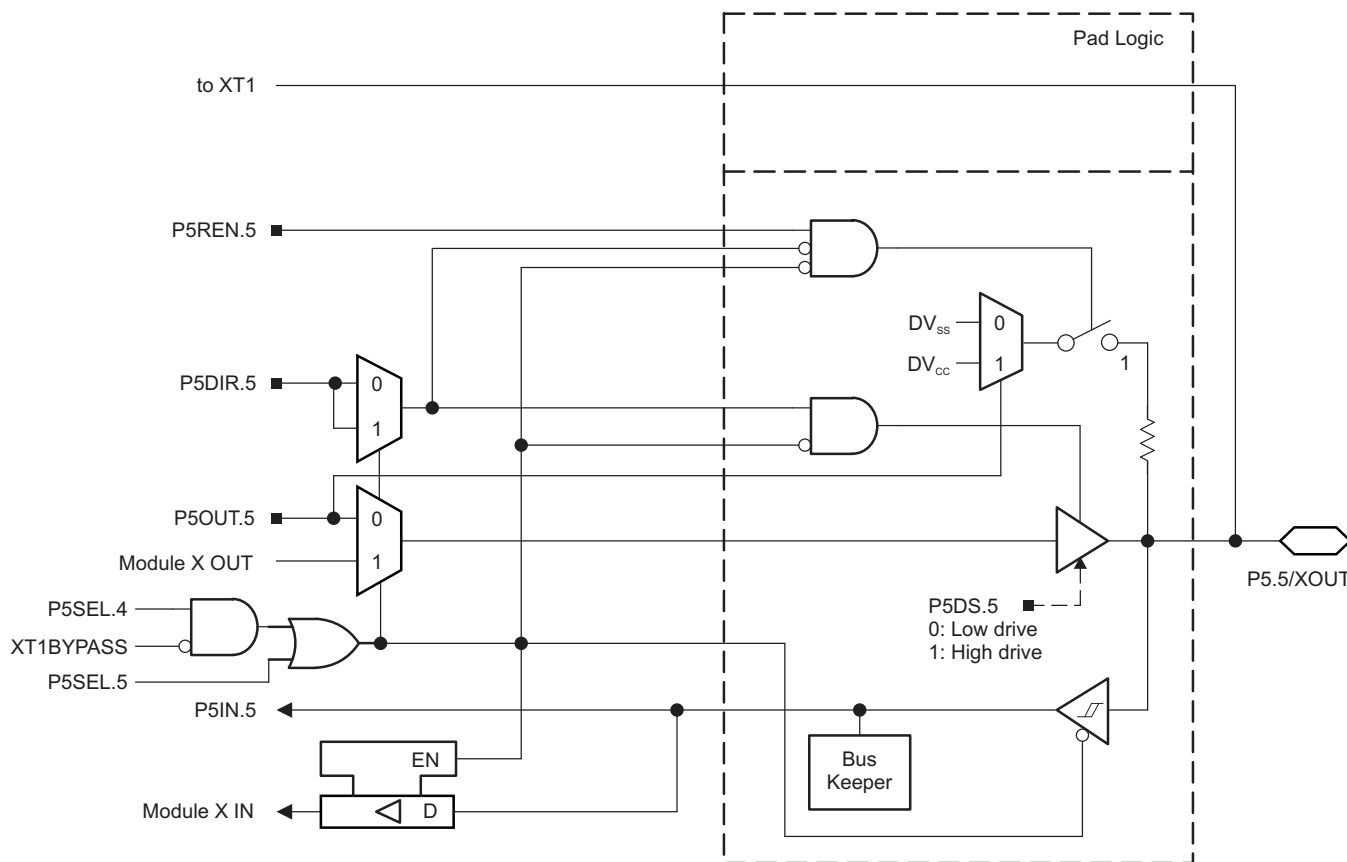 Pad Logic
to XT1
P5REN.5
DVSS
0
DVCC
1
1
P5DIR.5
0
1
P5OUT.5
0
Module X OUT
1
P5.5/XOUT
P5SEL.4
XT1BYPASS
P5SEL.5
P5DS.5
0: Low drive
1: High drive
P5IN.5
EN
Bus
Keeper
Module X IN
D